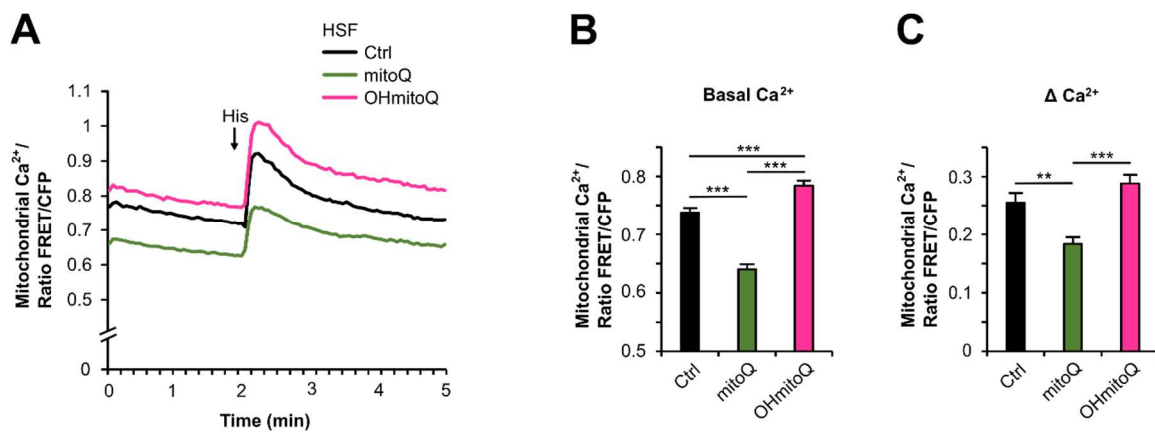 A
HSF
Ctrl
mitoQ
OHmitoQ
His
Mitochondrial Ca²⁺/
Ratio FRET/CFP
1.1
1
0.9
0.8
0.7
0.6
0.5
0
0 1 2 3 4 5
Time (min)
B
Basal Ca²⁺
Mitochondrial Ca²⁺/
Ratio FRET/CFP
0.8
0.7
0.6
0.5
***
*** ***
Ctrl
mitoQ
OHmitoQ
C
Δ Ca²⁺
Mitochondrial Ca²⁺/
Ratio FRET/CFP
0.3
0.2
0.1
0
***
**
Ctrl
mitoQ
OHmitoQ